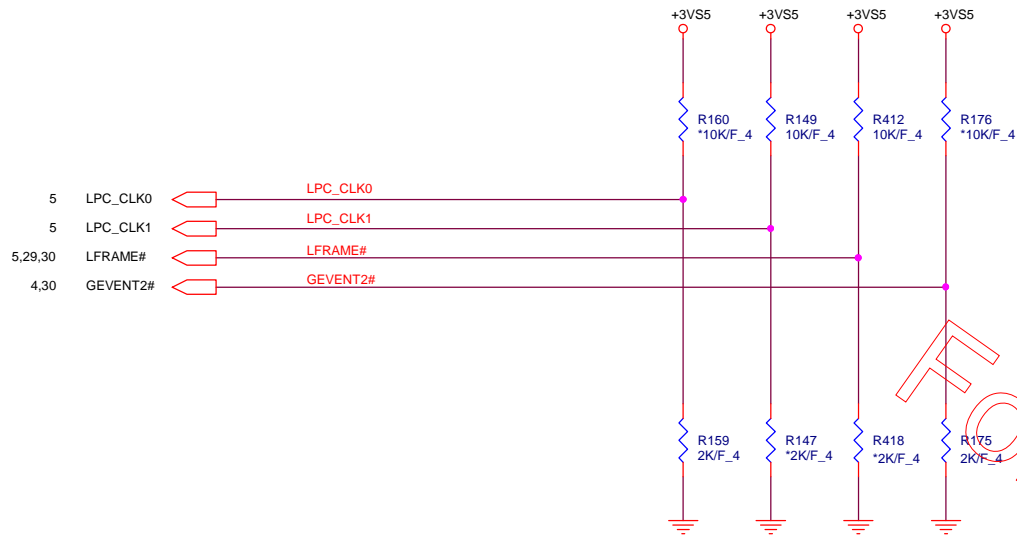 +3VS5 +3VS5 +3VS5 +3VS5
R160 R149 R412 R176
*10K/F_4 10K/F_4 10K/F_4 *10K/F_4
5 LPC_CLK0 LPC_CLK0
5 LPC_CLK1 LPC_CLK1
5,29,30 LFRAME# LFRAME#
4,30 GEVENT2# GEVENT2#
R159 R147 R418 R175
2K/F_4 *2K/F_4 *2K/F_4 2K/F_4
Fo